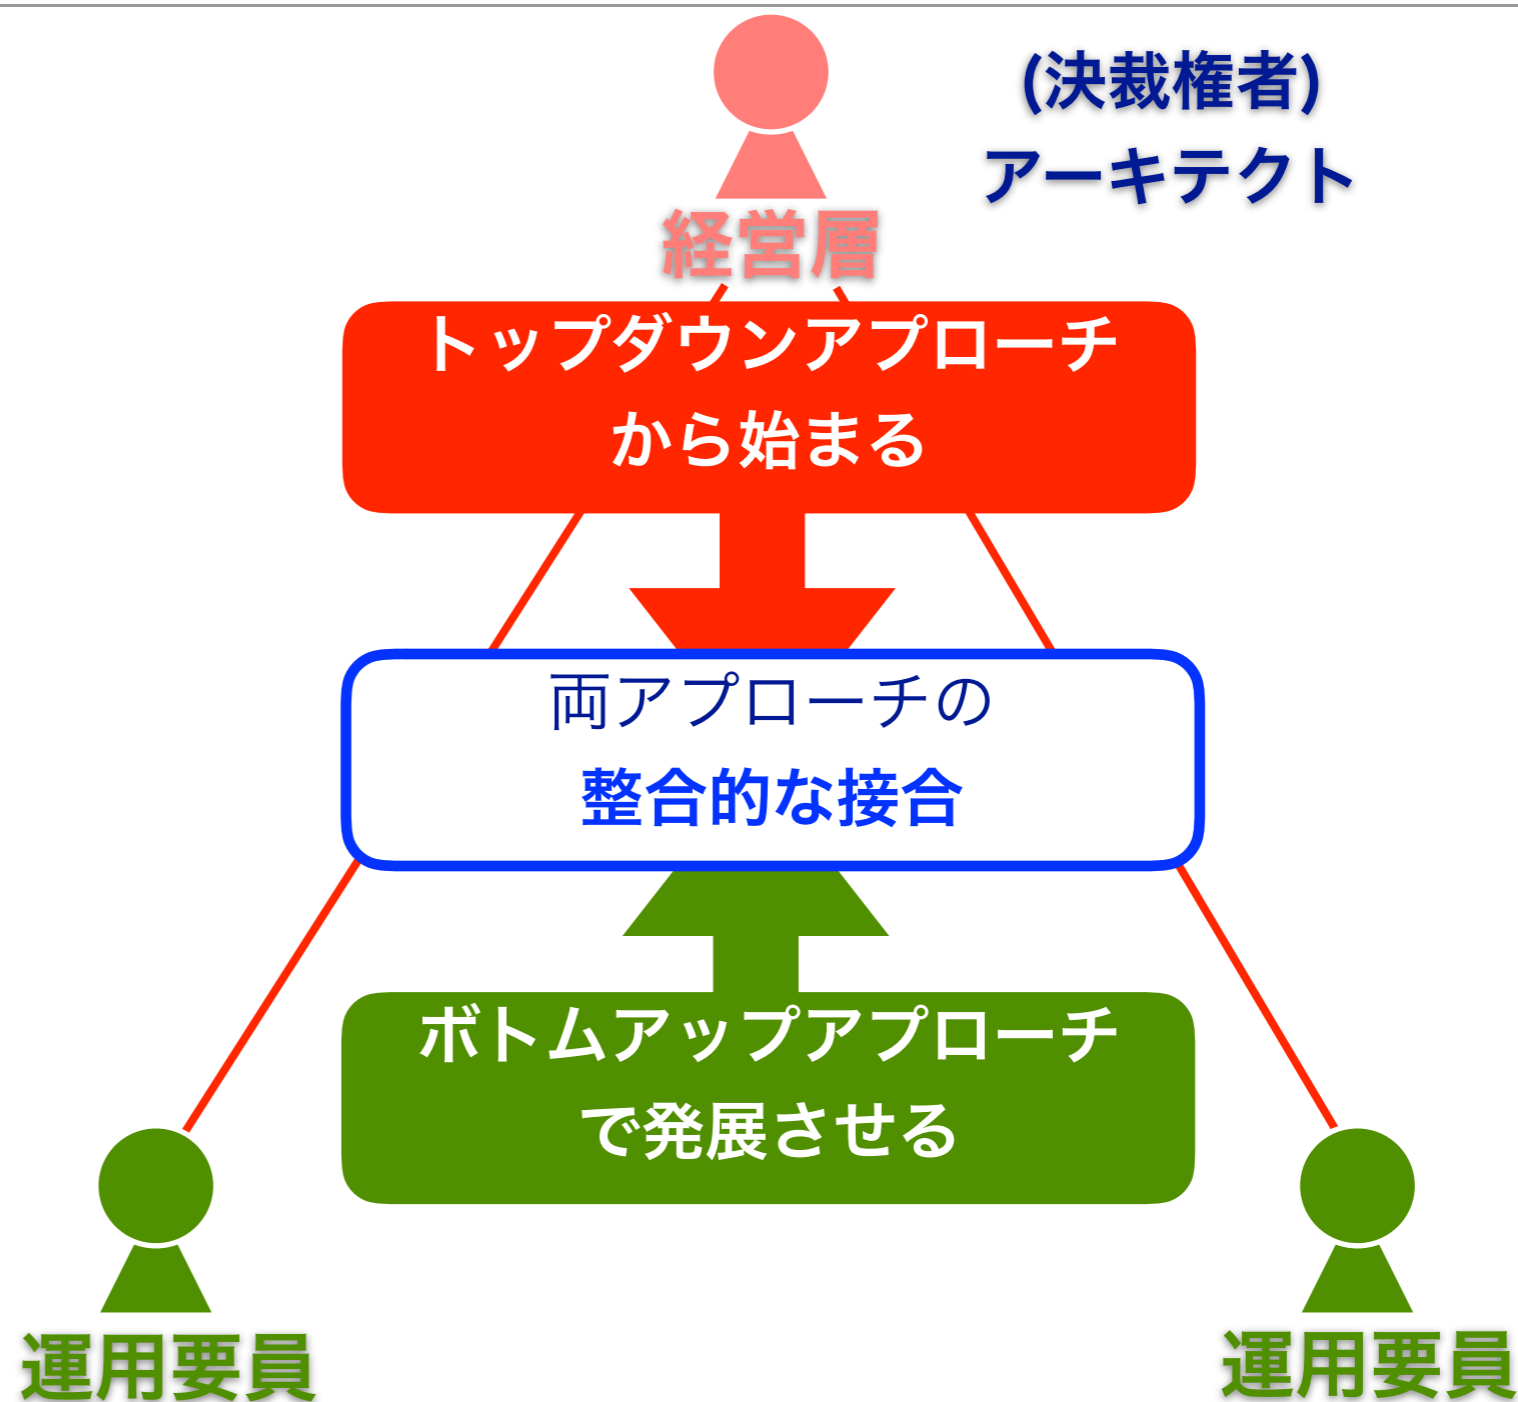 (決裁権者)
アーキテクト
経営層
トップダウンアプローチ
から始まる
両アプローチの
整合的な接合
ボトムアップアプローチ
で発展させる
運用要員
運用要員